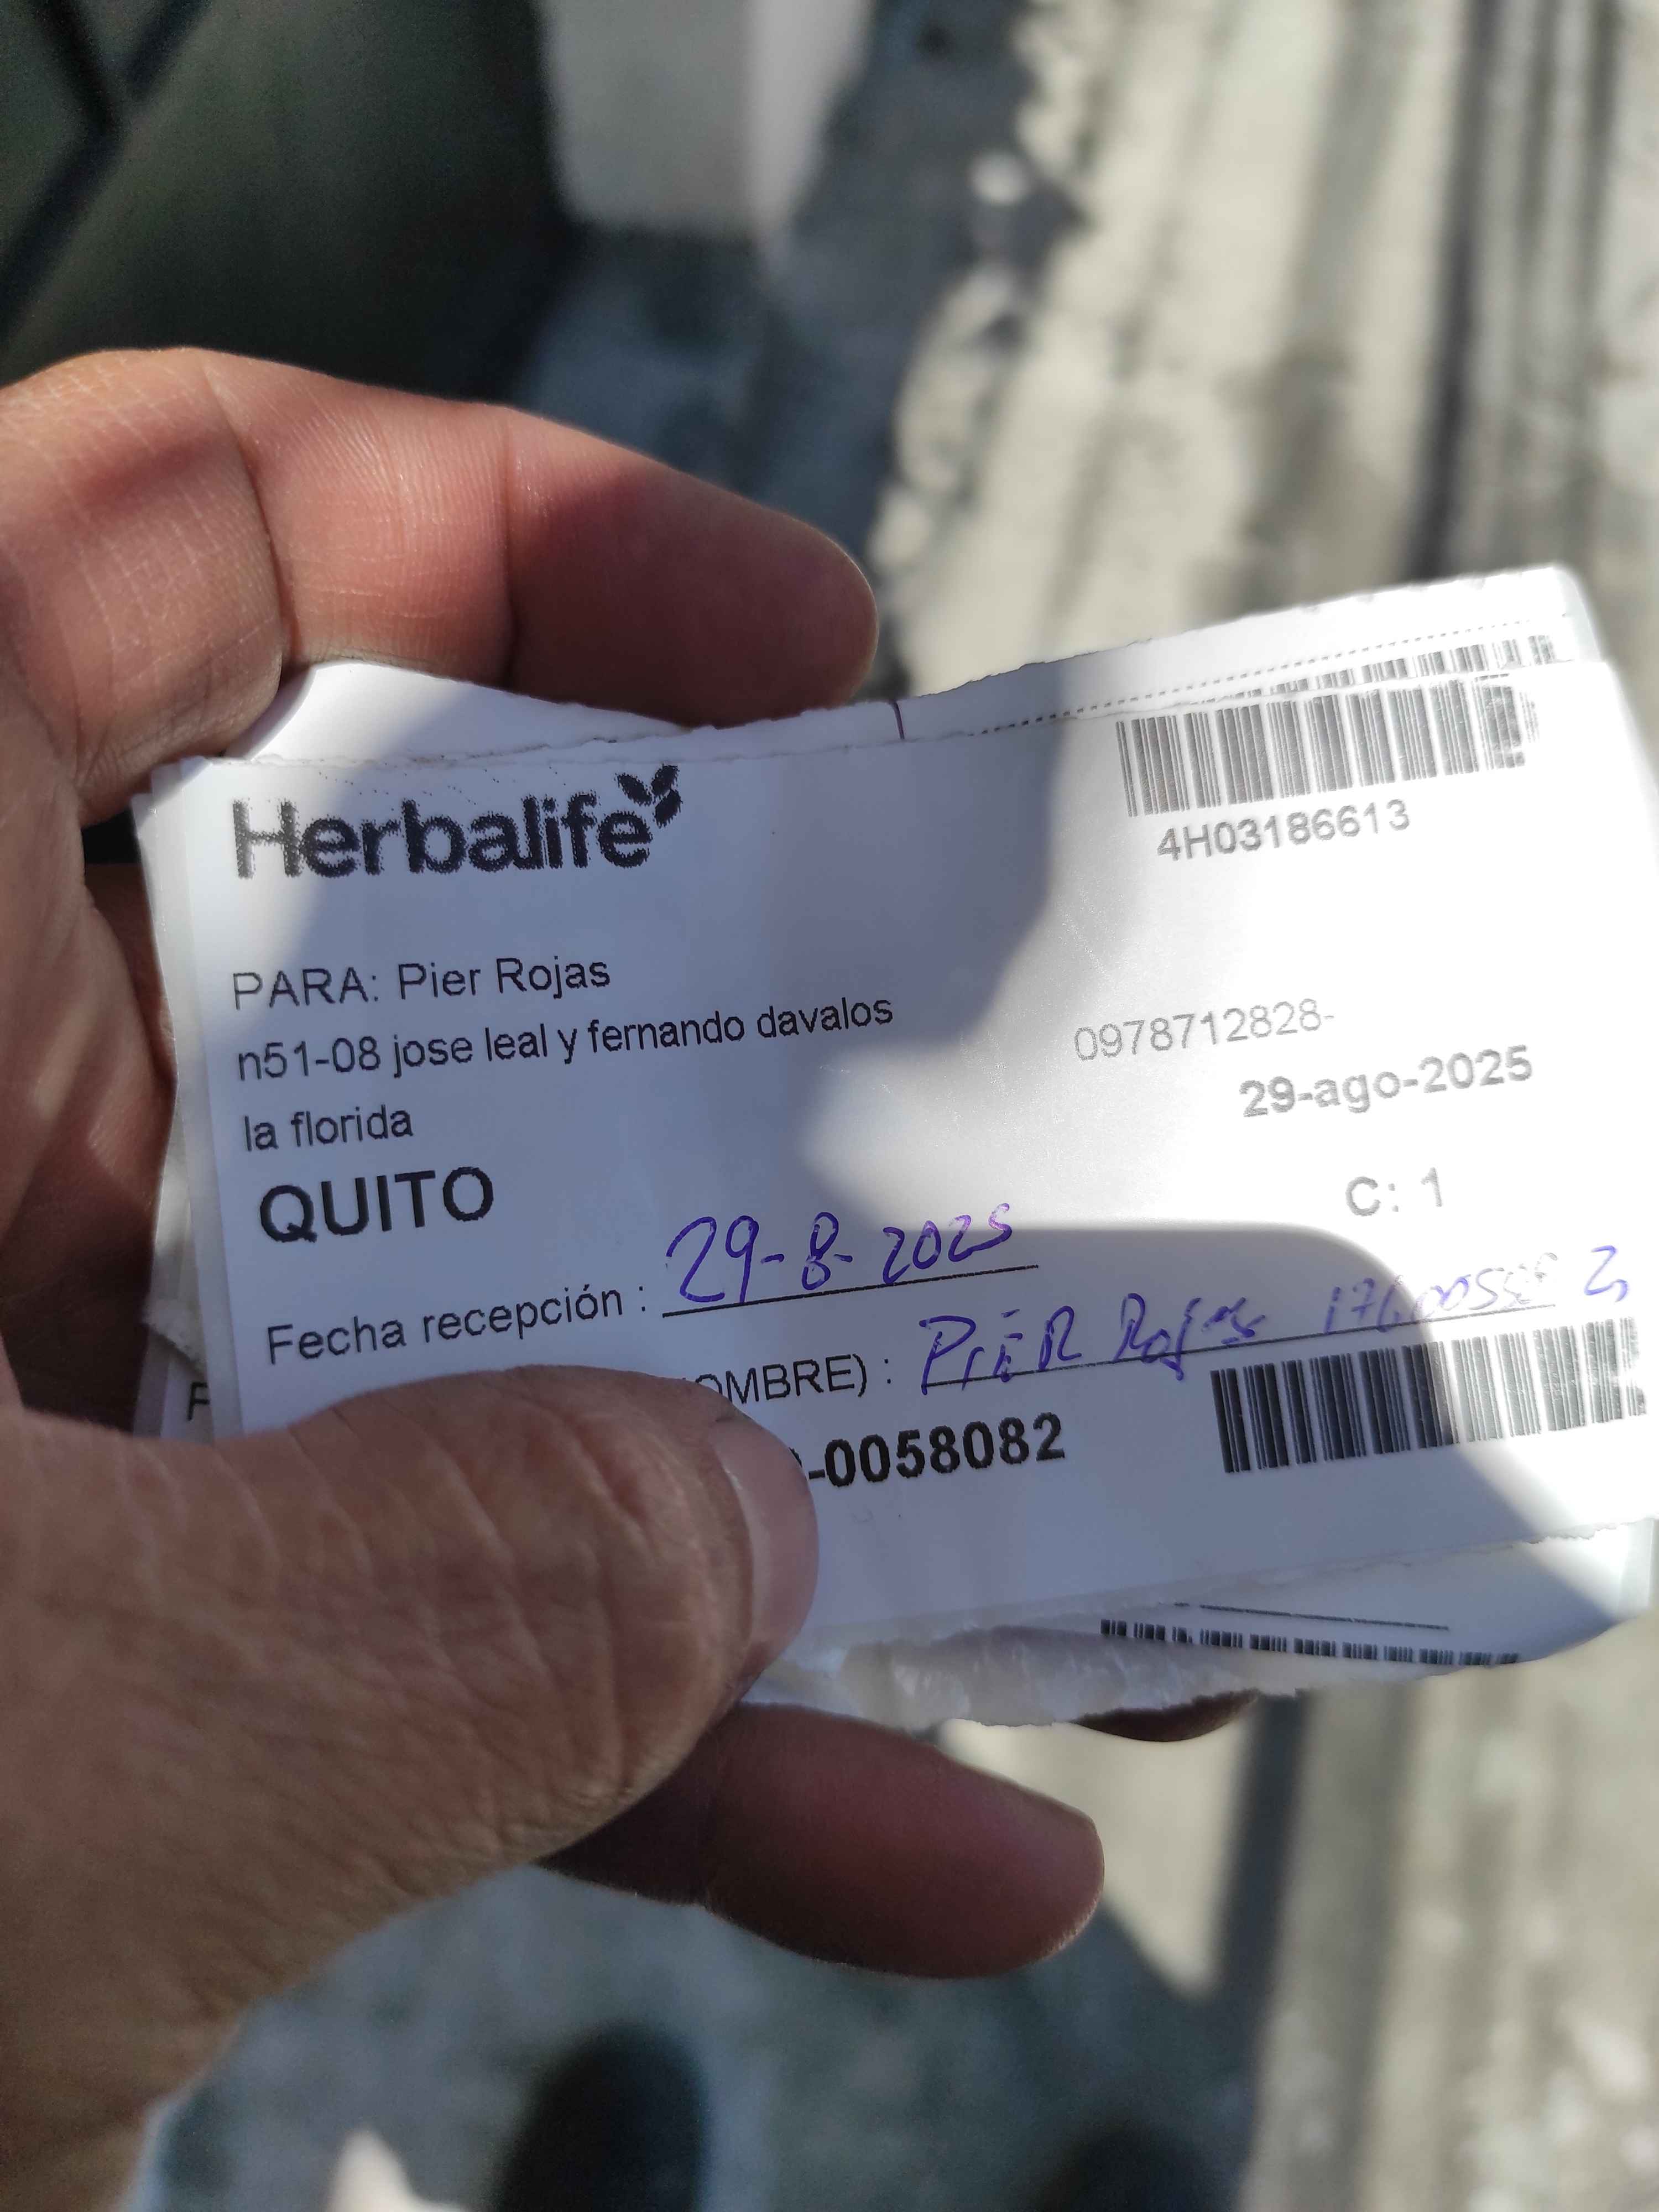 Herbalife
4H03186613
PARA: Pier Rojas
n51-08 jose leal y fernando davalos
0978712828-
la florida
29-ago-2025
QUITO
C: 1
Fecha recepción : 29-8-2025
OMBRE) : PIER Rojas
-0058082